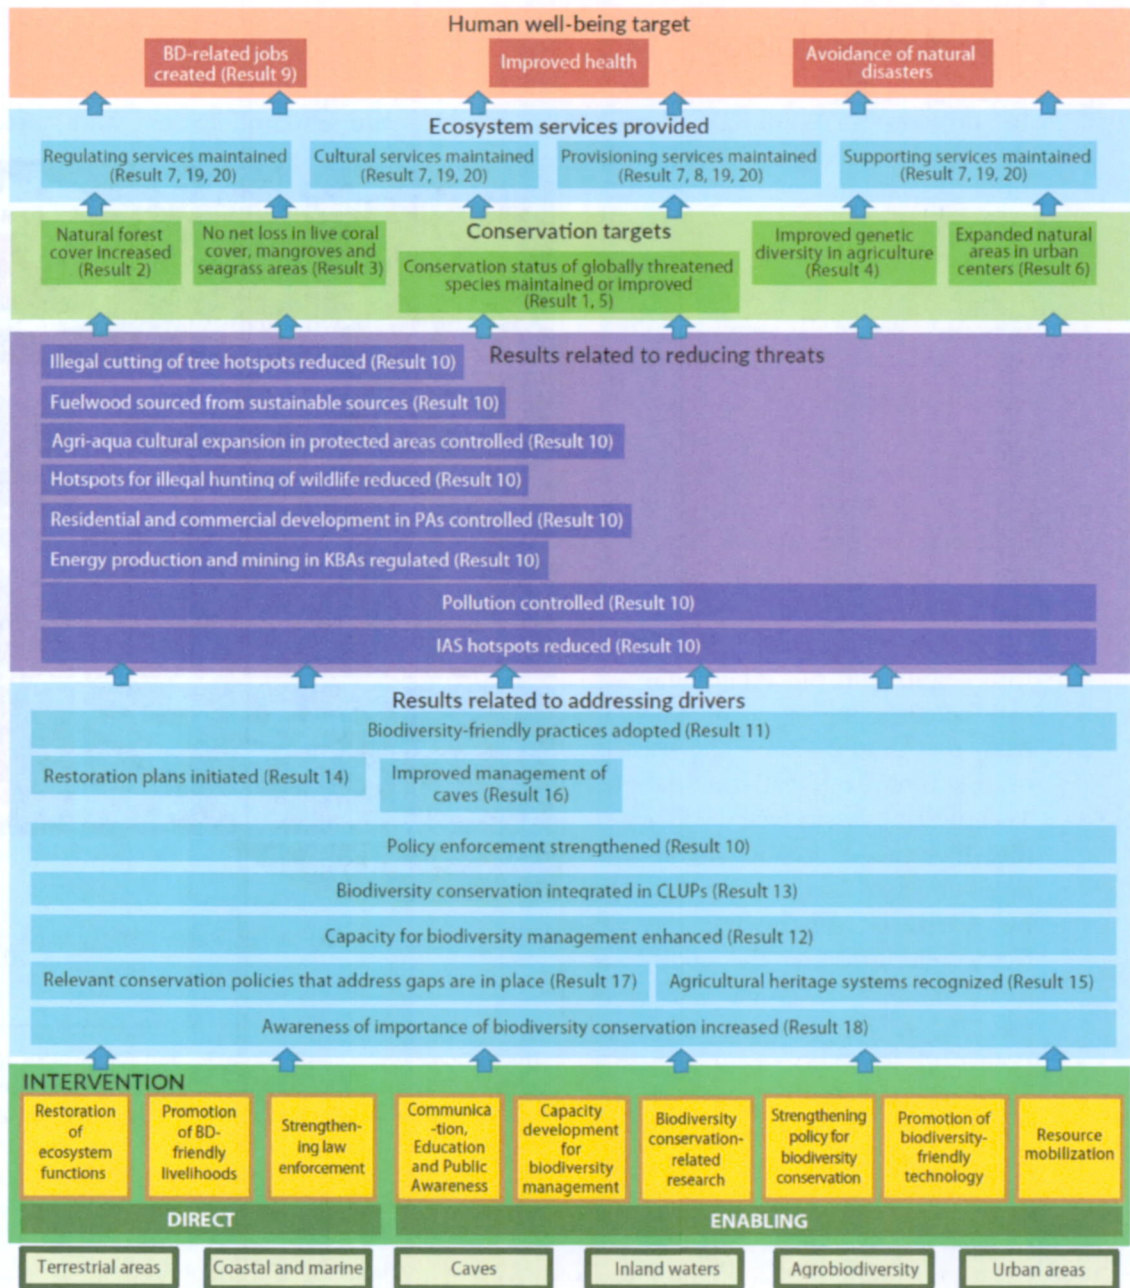 Human well-being target
BD-related jobs
created (Result 9)
Improved health
Avoidance of natural
disasters
Ecosystem services provided
Regulating services maintained
(Result 7, 19, 20)
Cultural services maintained
(Result 7, 19, 20)
Provisioning services maintained
(Result 7, 8, 19, 20)
Supporting services maintained
(Result 7, 19, 20)
Conservation targets
Natural forest
cover increased
(Result 2)
No net loss in live coral
cover, mangroves and
seagrass areas (Result 3)
Conservation status of globally threatened
species maintained or improved
(Result 1, 5)
Improved genetic
diversity in agriculture
(Result 4)
Expanded natural
areas in urban
centers (Result 6)
Results related to reducing threats
Illegal cutting of tree hotspots reduced (Result 10)
Fuelwood sourced from sustainable sources (Result 10)
Agri-aqua cultural expansion in protected areas controlled (Result 10)
Hotspots for illegal hunting of wildlife reduced (Result 10)
Residential and commercial development in PAs controlled (Result 10)
Energy production and mining in KBAs regulated (Result 10)
Pollution controlled (Result 10)
IAS hotspots reduced (Result 10)
Results related to addressing drivers
Biodiversity-friendly practices adopted (Result 11)
Restoration plans initiated (Result 14)
Improved management of
caves (Result 16)
Policy enforcement strengthened (Result 10)
Biodiversity conservation integrated in CLUPs (Result 13)
Capacity for biodiversity management enhanced (Result 12)
Relevant conservation policies that address gaps are in place (Result 17)
Agricultural heritage systems recognized (Result 15)
Awareness of importance of biodiversity conservation increased (Result 18)
INTERVENTION
Restoration
of
ecosystem
functions
Promotion
of BD-
friendly
livelihoods
Strengthen-
ing law
enforcement
Communica
-tion,
Education
and Public
Awareness
Capacity
development
for
biodiversity
management
Biodiversity
conservation-
related
research
Strengthening
policy for
biodiversity
conservation
Promotion of
biodiversity-
friendly
technology
Resource
mobilization
DIRECT
ENABLING
Terrestrial areas
Coastal and marine
Caves
Inland waters
Agrobiodiversity
Urban areas